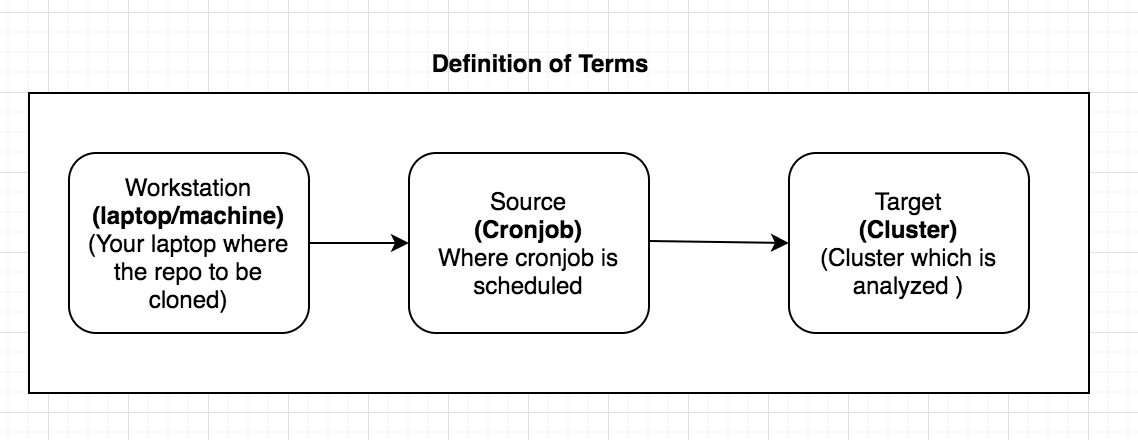 Definition of Terms
Workstation
(laptop/machine)
(Your laptop where
the repo to be
cloned)
Source
(Cronjob)
Where cronjob is
scheduled
Target
(Cluster)
(Cluster which is
analyzed )